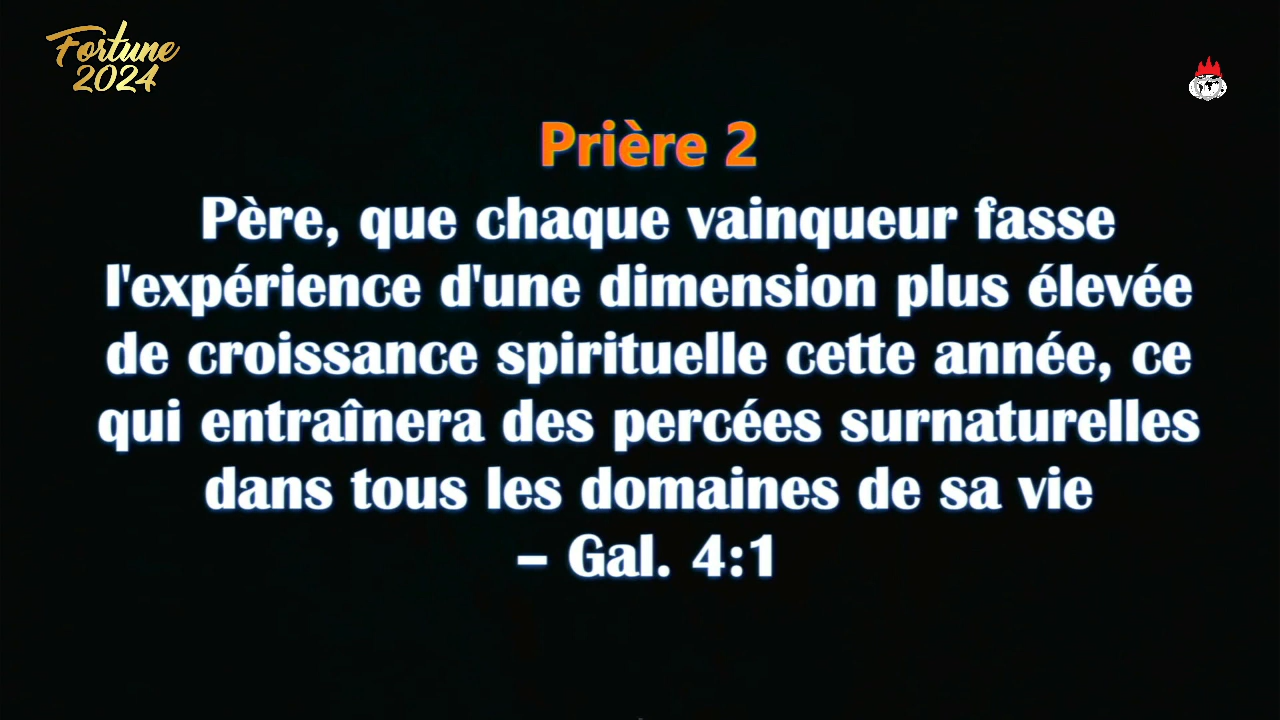 Fortune
2024
Prière 2
Père, que chaque vainqueur fasse
l'expérience d'une dimension plus élevée
de croissance spirituelle cette année, ce
qui entraînera des percées surnaturelles
dans tous les domaines de sa vie
– Gal. 4:1